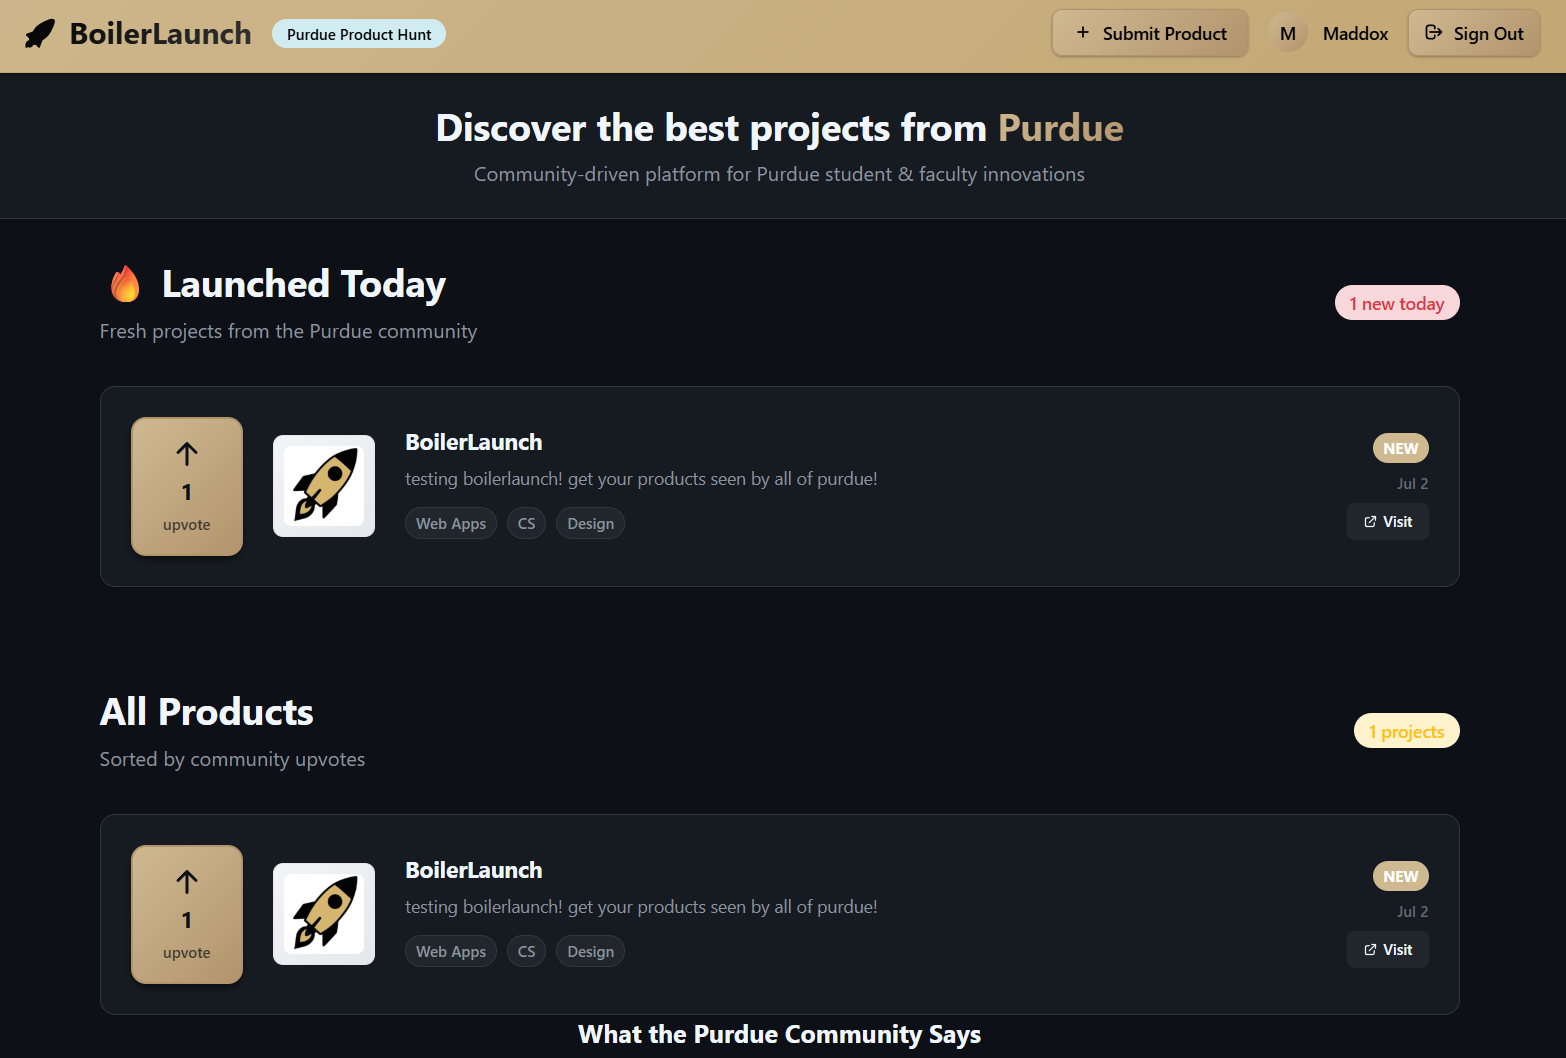 BoilerLaunch
Purdue Product Hunt
+ Submit Product
M
Maddox
Sign Out
Discover the best projects from Purdue
Community-driven platform for Purdue student & faculty innovations
🔥 Launched Today
Fresh projects from the Purdue community
1 new today
↑
1
upvote
BoilerLaunch
testing boilerlaunch! get your products seen by all of purdue!
Web Apps
CS
Design
NEW
Jul 2
Visit
All Products
Sorted by community upvotes
1 projects
↑
1
upvote
BoilerLaunch
testing boilerlaunch! get your products seen by all of purdue!
Web Apps
CS
Design
NEW
Jul 2
Visit
What the Purdue Community Says